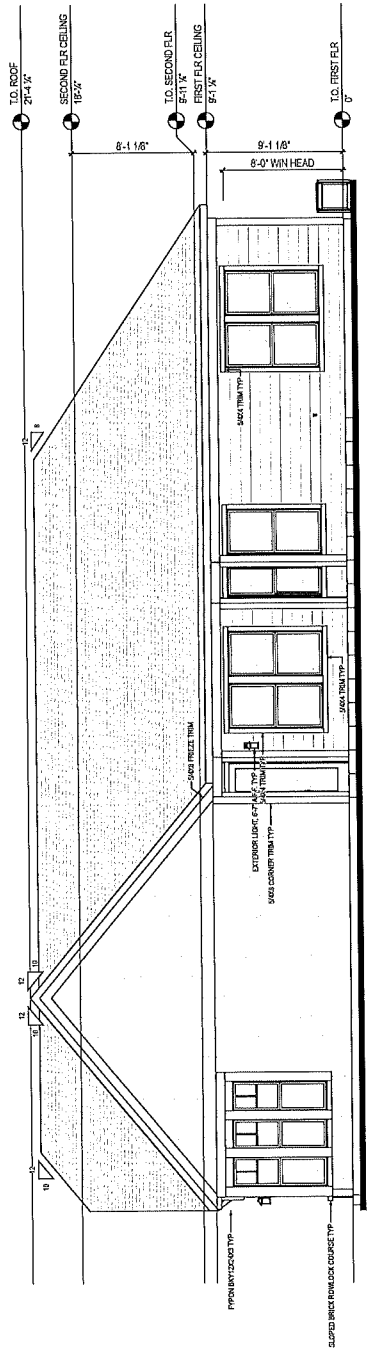 T.O. ROOF
21'-4 ¼"
SECOND FLR CEILING
18'-¼"
8'-1 1/8"
T.O. SECOND FLR
9'-11 ¼"
FIRST FLR CEILING
9'-1 ¼"
9'-1 1/8"
8'-0" WIN HEAD
T.O. FIRST FLR
0"
12
8
12
10
12
10
12
10
5/4X8 FRIEZE TRIM
5/4X4 TRIM TYP
5/4X4 TRIM TYP
EXTERIOR LIGHT, TYP
5/4X4 TRIM TYP
CORNER TRIM TYP
FYPON TYP
SLOPED BRICK ROWLOCK COURSE TYP